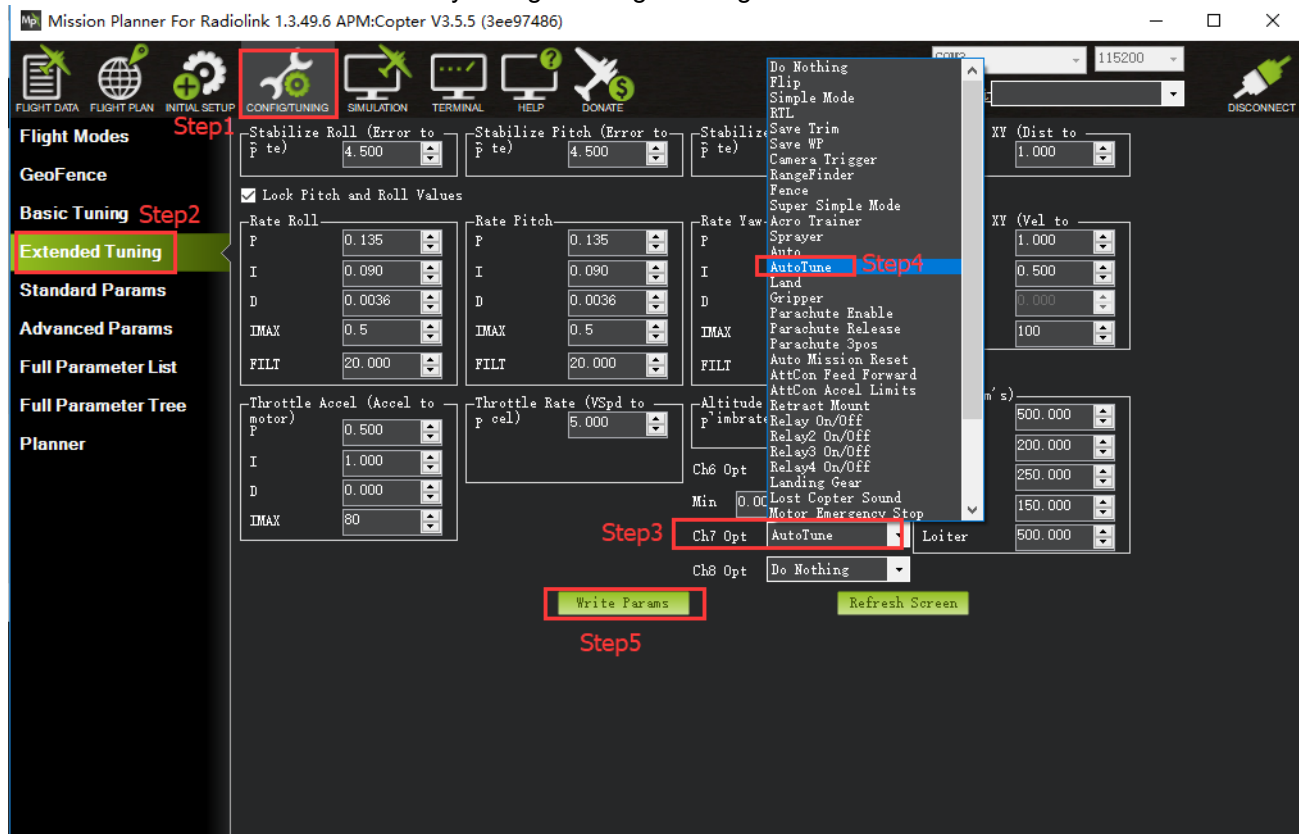 Mission Planner For Radiolink 1.3.49.6 APM:Copter V3.5.5 (3ee97486)
FLIGHT DATA FLIGHT PLAN INITIAL SETUP CONFIG/TUNING SIMULATION TERMINAL HELP DONATE
115200
DISCONNECT
Step1
Flight Modes
GeoFence
Basic Tuning
Step2
Extended Tuning
Standard Params
Advanced Params
Full Parameter List
Full Parameter Tree
Planner
Stabilize Roll (Error to
P te) 4.500
Stabilize Pitch (Error to
P te) 4.500
Stabilize
P te)
XY (Dist to
1.000
Lock Pitch and Roll Values
Rate Roll
P 0.135
I 0.090
D 0.0036
IMAX 0.5
FILT 20.000
Rate Pitch
P 0.135
I 0.090
D 0.0036
IMAX 0.5
FILT 20.000
Rate Yaw
P
I
D
IMAX
FILT
XY (Vel to
1.000
0.500
0.000
100
Throttle Accel (Accel to
motor)
P 0.500
I 1.000
D 0.000
IMAX 80
Throttle Rate (VSpd to
P cel) 5.000
Altitude
P imbrate
m's)
500.000
200.000
250.000
150.000
Loiter 500.000
Ch6 Opt
Min 0.00
Step3
Ch7 Opt AutoTune
Ch8 Opt Do Nothing
Do Nothing
Flip
Simple Mode
RTL
Save Trim
Save WP
Camera Trigger
RangeFinder
Fence
Super Simple Mode
Acro Trainer
Sprayer
Auto
AutoTune
Step4
Land
Gripper
Parachute Enable
Parachute Release
Parachute 3pos
Auto Mission Reset
AttCon Feed Forward
AttCon Accel Limits
Retract Mount
Relay On/Off
Relay2 On/Off
Relay3 On/Off
Relay4 On/Off
Landing Gear
Lost Copter Sound
Motor Emergency Stop
Write Params
Refresh Screen
Step5